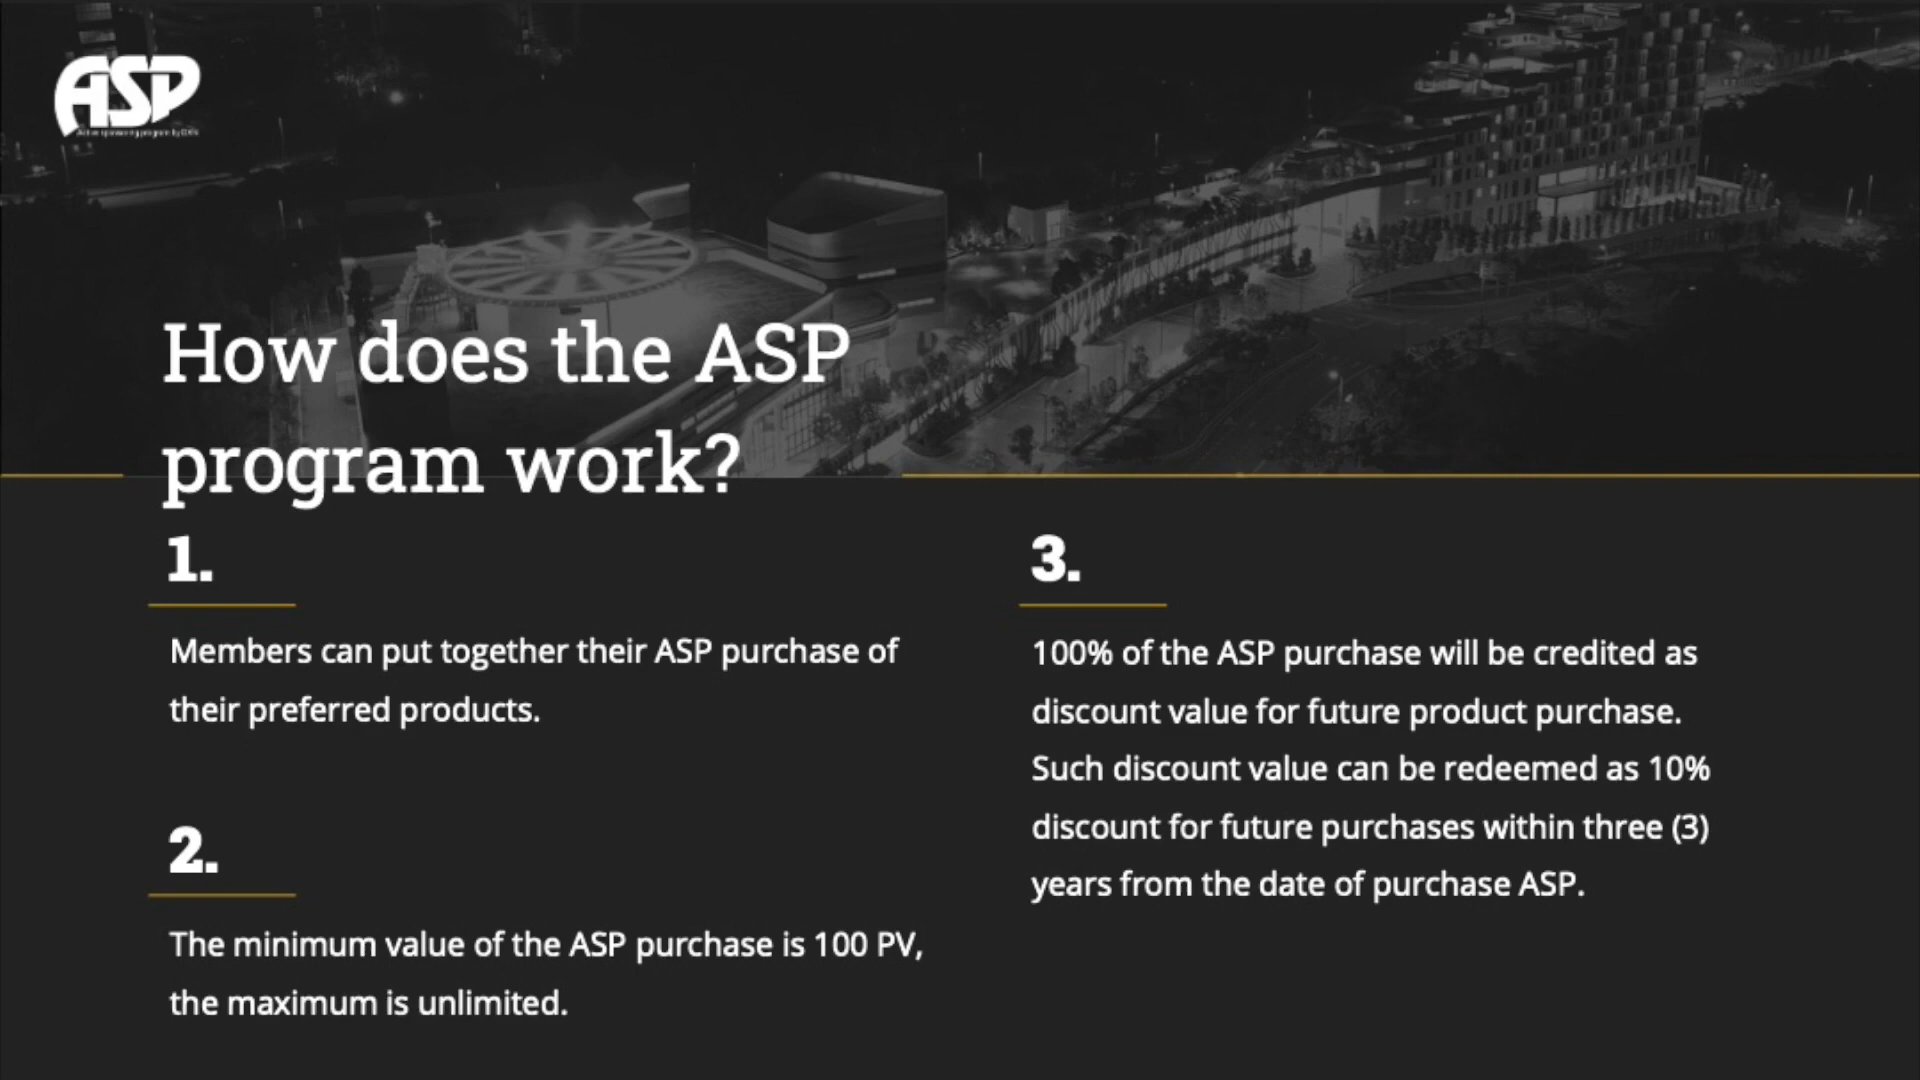 ASP
How does the ASP
program work?
1.
Members can put together their ASP purchase of
their preferred products.
2.
The minimum value of the ASP purchase is 100 PV,
the maximum is unlimited.
3.
100% of the ASP purchase will be credited as
discount value for future product purchase.
Such discount value can be redeemed as 10%
discount for future purchases within three (3)
years from the date of purchase ASP.